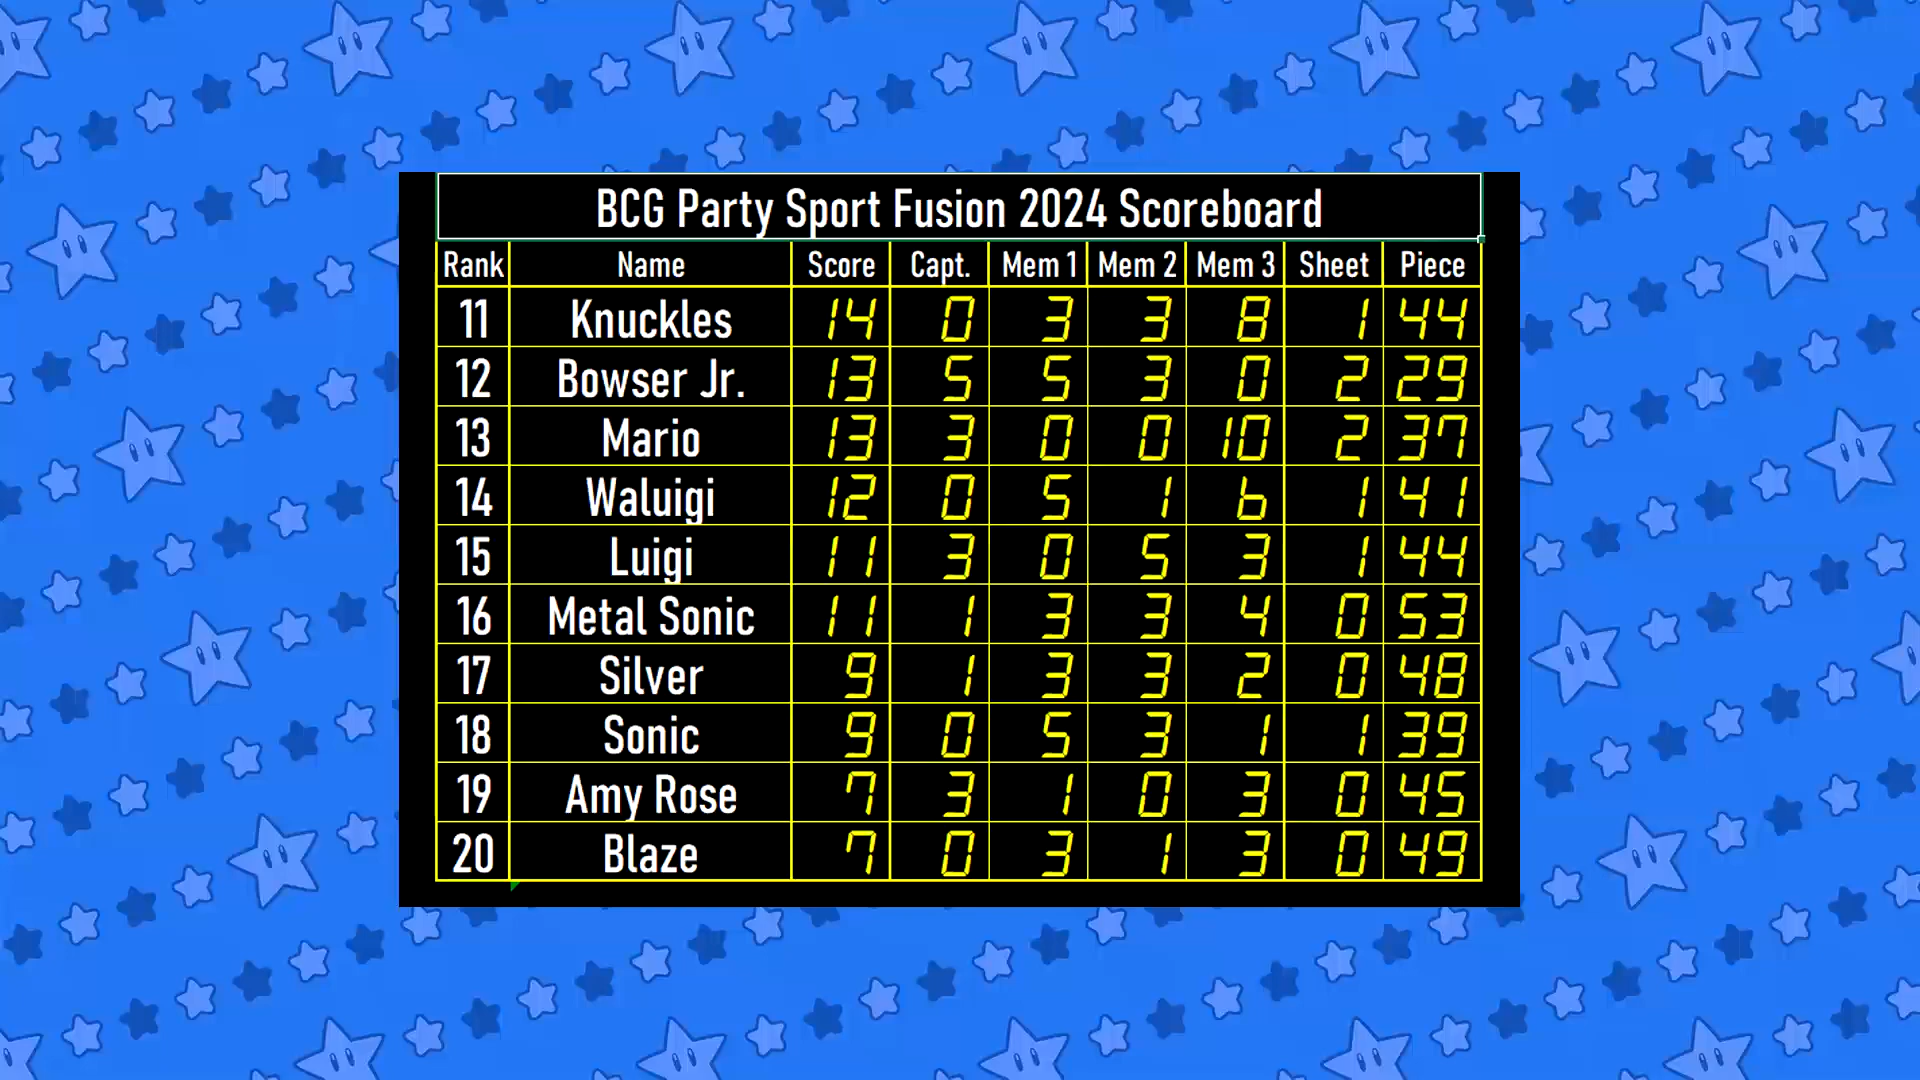 BCG Party Sport Fusion 2024 Scoreboard
Rank Name Score Capt. Mem 1 Mem 2 Mem 3 Sheet Piece
11 Knuckles 14 0 3 3 8 1 44
12 Bowser Jr. 13 5 5 3 0 2 29
13 Mario 13 3 0 0 10 2 37
14 Waluigi 12 0 5 1 6 1 41
15 Luigi 11 3 0 5 3 1 44
16 Metal Sonic 11 1 3 3 4 0 53
17 Silver 9 1 3 3 2 0 48
18 Sonic 9 0 5 3 1 1 39
19 Amy Rose 7 3 1 0 3 0 45
20 Blaze 7 0 3 1 3 0 49